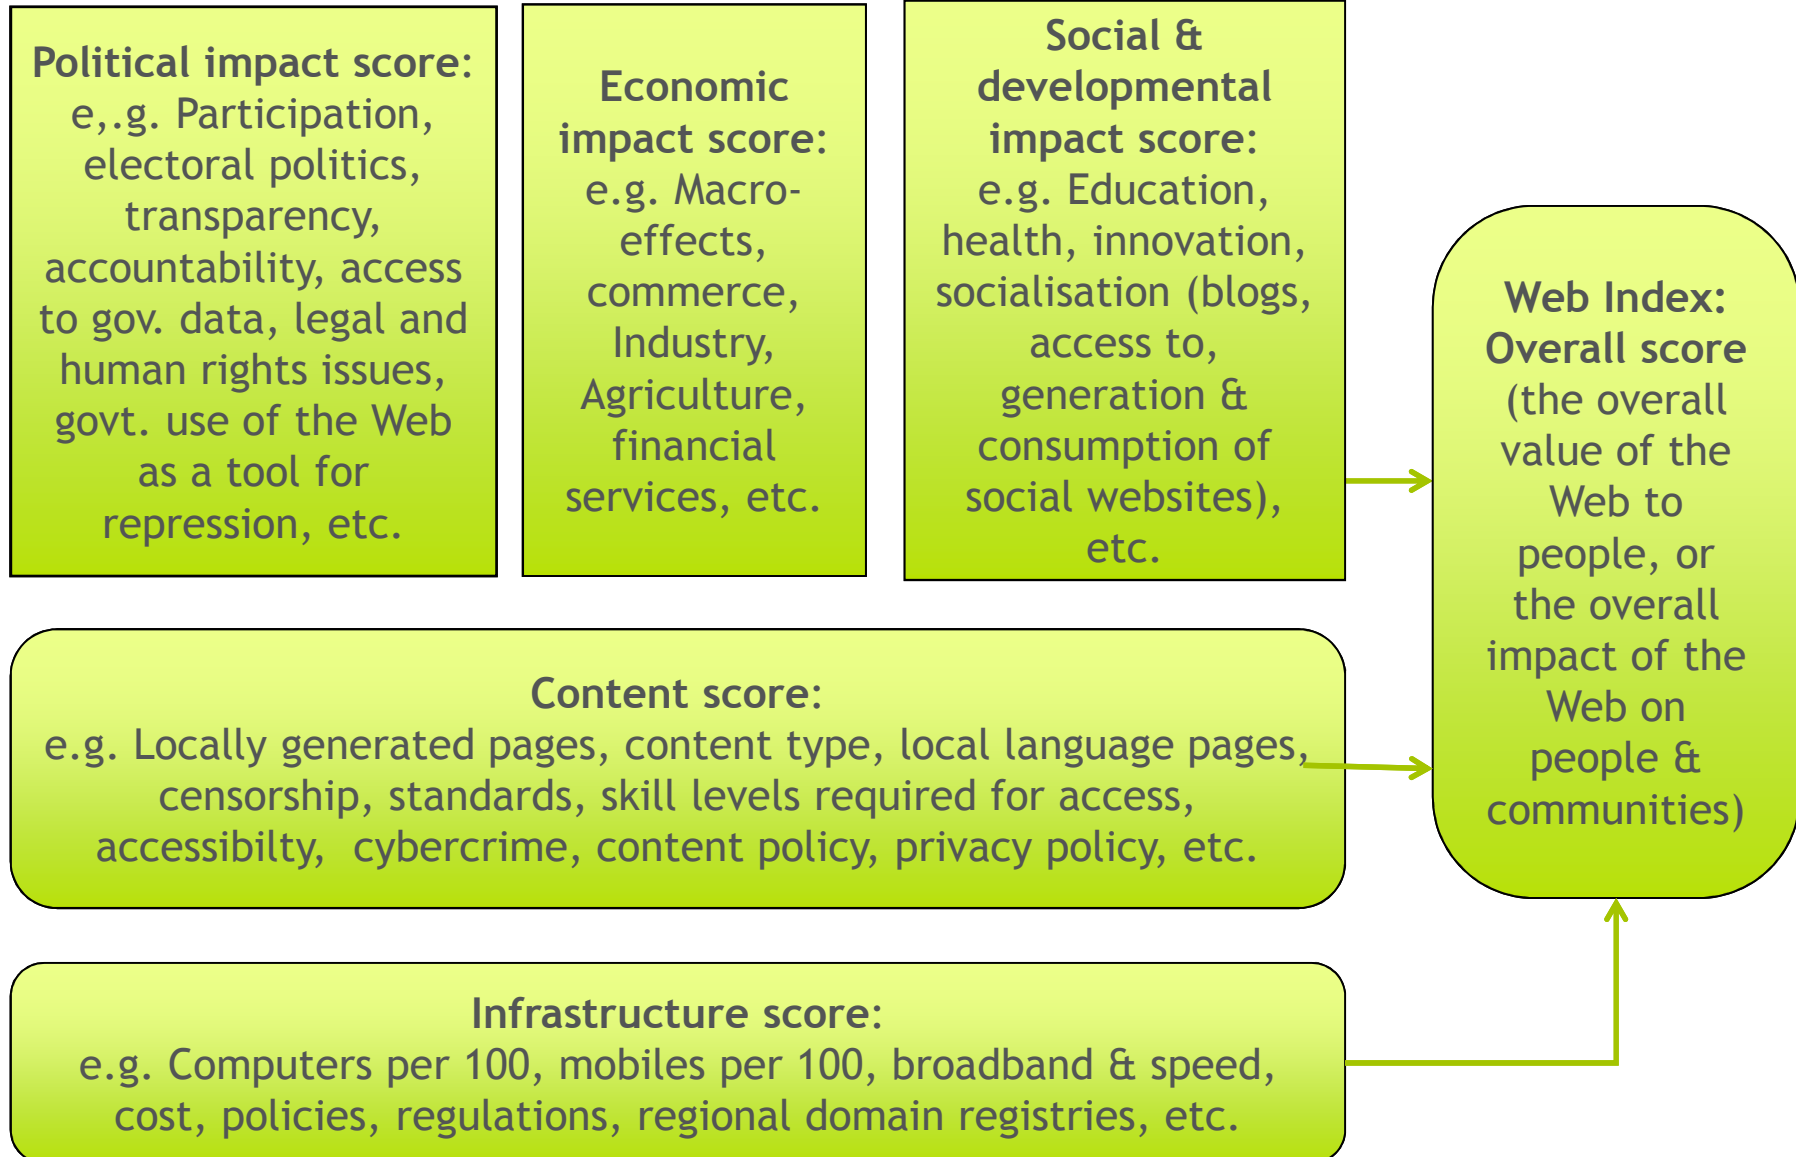 Political impact score:
e,.g. Participation,
electoral politics,
transparency,
accountability, access
to gov. data, legal and
human rights issues,
govt. use of the Web
as a tool for
repression, etc.
Economic
impact score:
e.g. Macro-
effects,
commerce,
Industry,
Agriculture,
financial
services, etc.
Social &
developmental
impact score:
e.g. Education,
health, innovation,
socialisation (blogs,
access to,
generation &
consumption of
social websites),
etc.
Web Index:
Overall score
(the overall
value of the
Web to
people, or
the overall
impact of the
Web on
people &
communities)
Content score:
e.g. Locally generated pages, content type, local language pages,
censorship, standards, skill levels required for access,
accessibilty,  cybercrime, content policy, privacy policy, etc.
Infrastructure score:
e.g. Computers per 100, mobiles per 100, broadband & speed,
cost, policies, regulations, regional domain registries, etc.